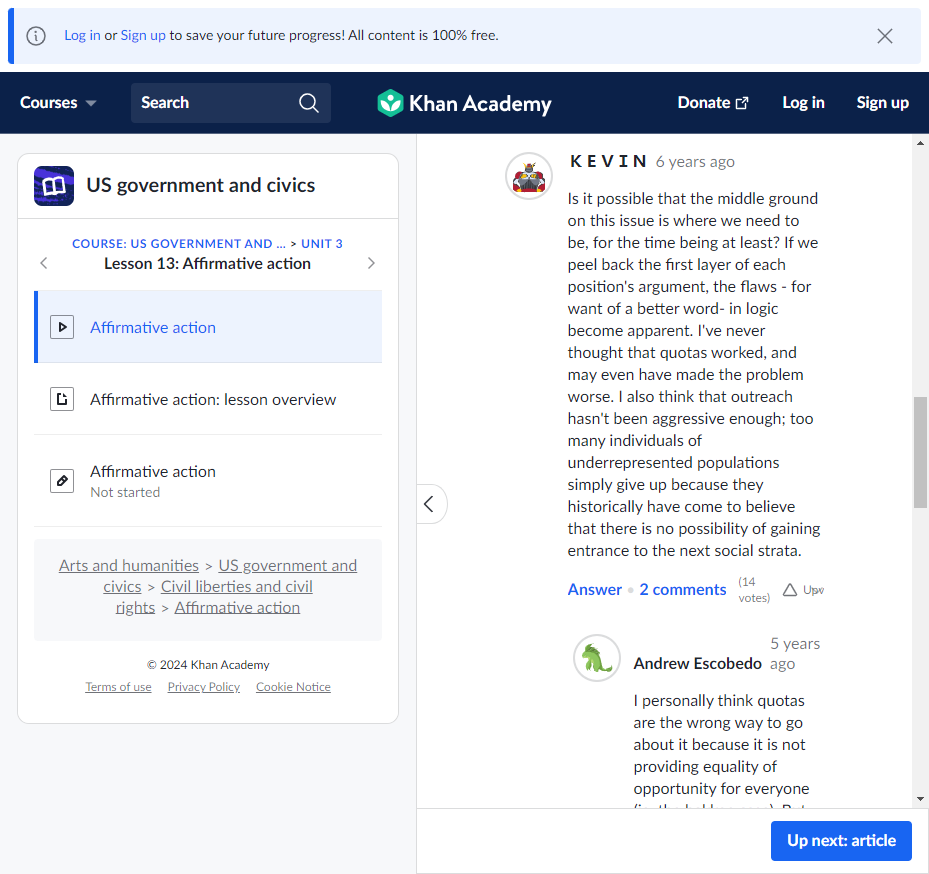 Log in or Sign up to save your future progress! All content is 100% free.
Courses
Search
Khan Academy
Donate
Log in
Sign up
US government and civics
COURSE: US GOVERNMENT AND ... > UNIT 3
Lesson 13: Affirmative action
Affirmative action
Affirmative action: lesson overview
Affirmative action
Not started
Arts and humanities > US government and
civics > Civil liberties and civil
rights > Affirmative action
© 2024 Khan Academy
Terms of use Privacy Policy Cookie Notice
K E V I N 6 years ago
Is it possible that the middle ground
on this issue is where we need to
be, for the time being at least? If we
peel back the first layer of each
position's argument, the flaws - for
want of a better word- in logic
become apparent. I've never
thought that quotas worked, and
may even have made the problem
worse. I also think that outreach
hasn't been aggressive enough; too
many individuals of
underrepresented populations
simply give up because they
historically have come to believe
that there is no possibility of gaining
entrance to the next social strata.
Answer • 2 comments
(14
votes)
Andrew Escobedo
5 years
ago
I personally think quotas
are the wrong way to go
about it because it is not
providing equality of
opportunity for everyone
Up next: article